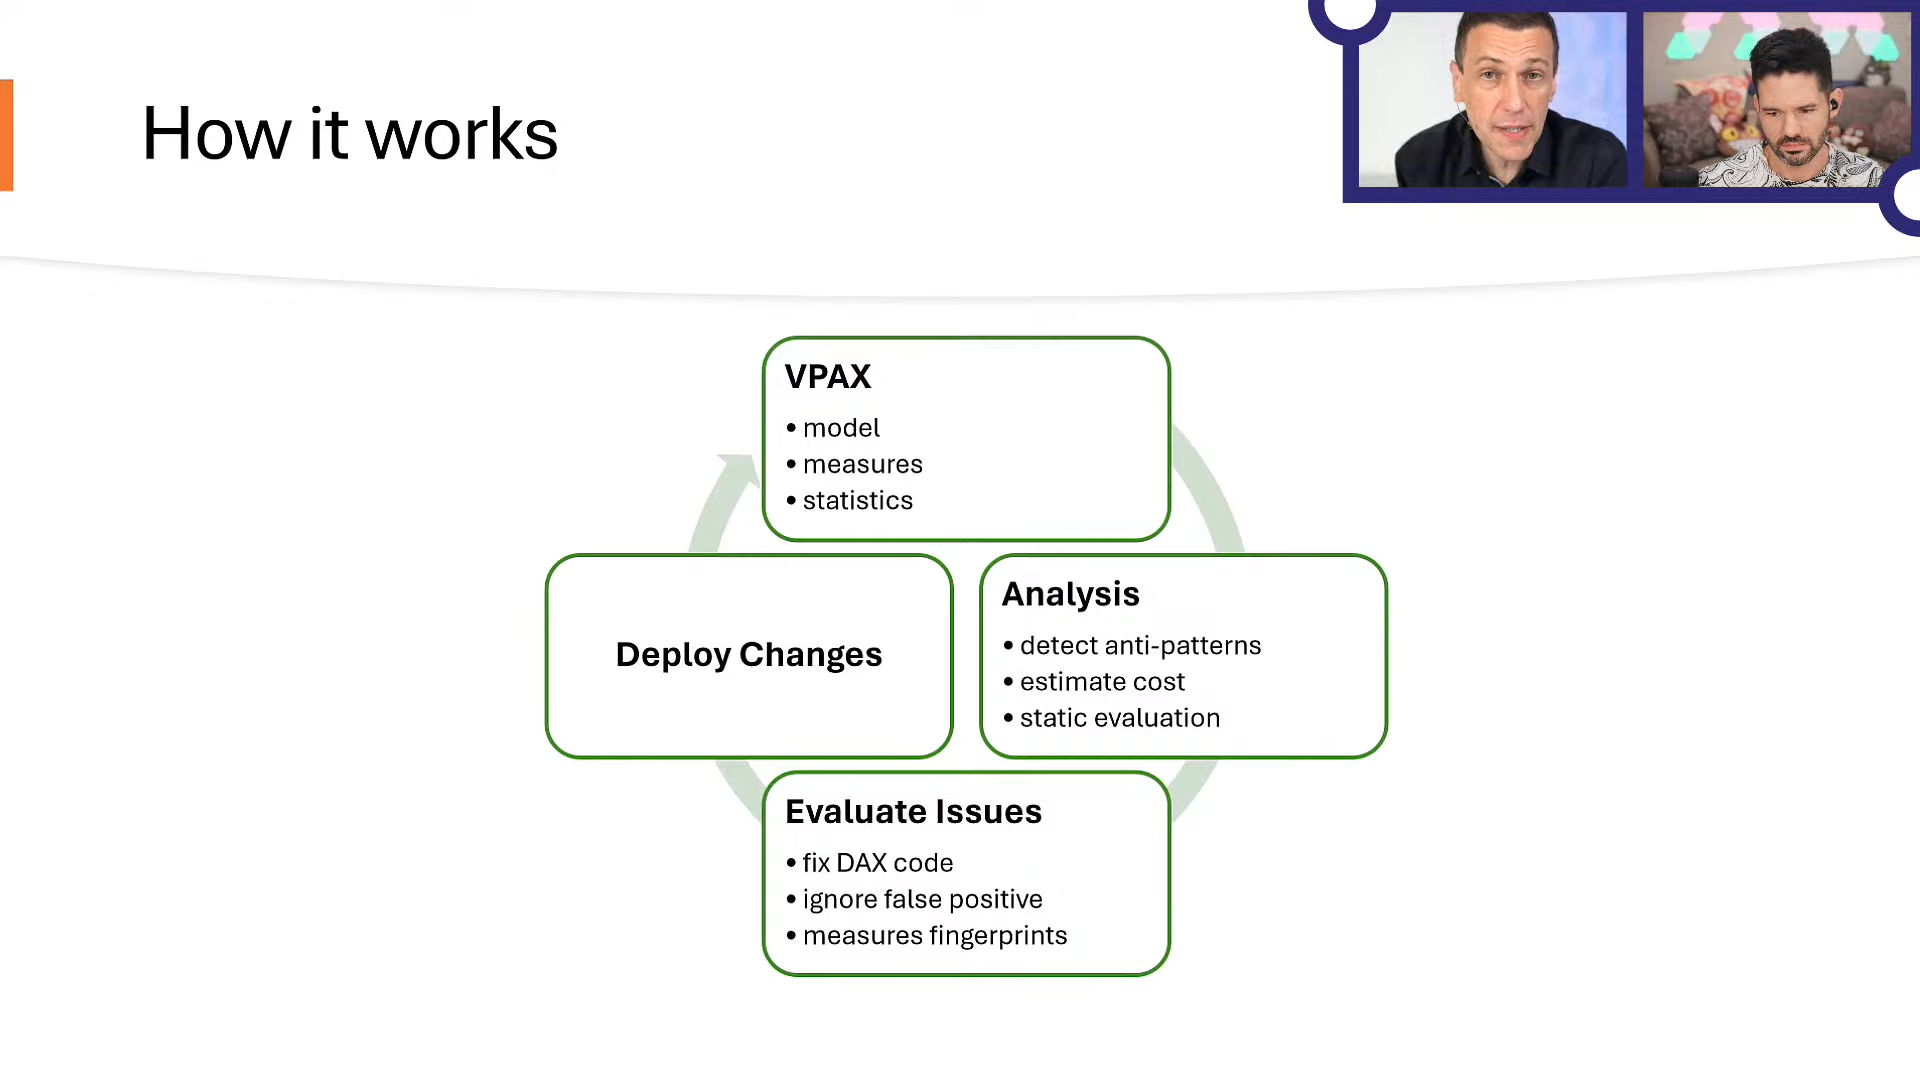 How it works
VPAX
• model
• measures
• statistics
Deploy Changes
Analysis
• detect anti-patterns
• estimate cost
• static evaluation
Evaluate Issues
• fix DAX code
• ignore false positive
• measures fingerprints